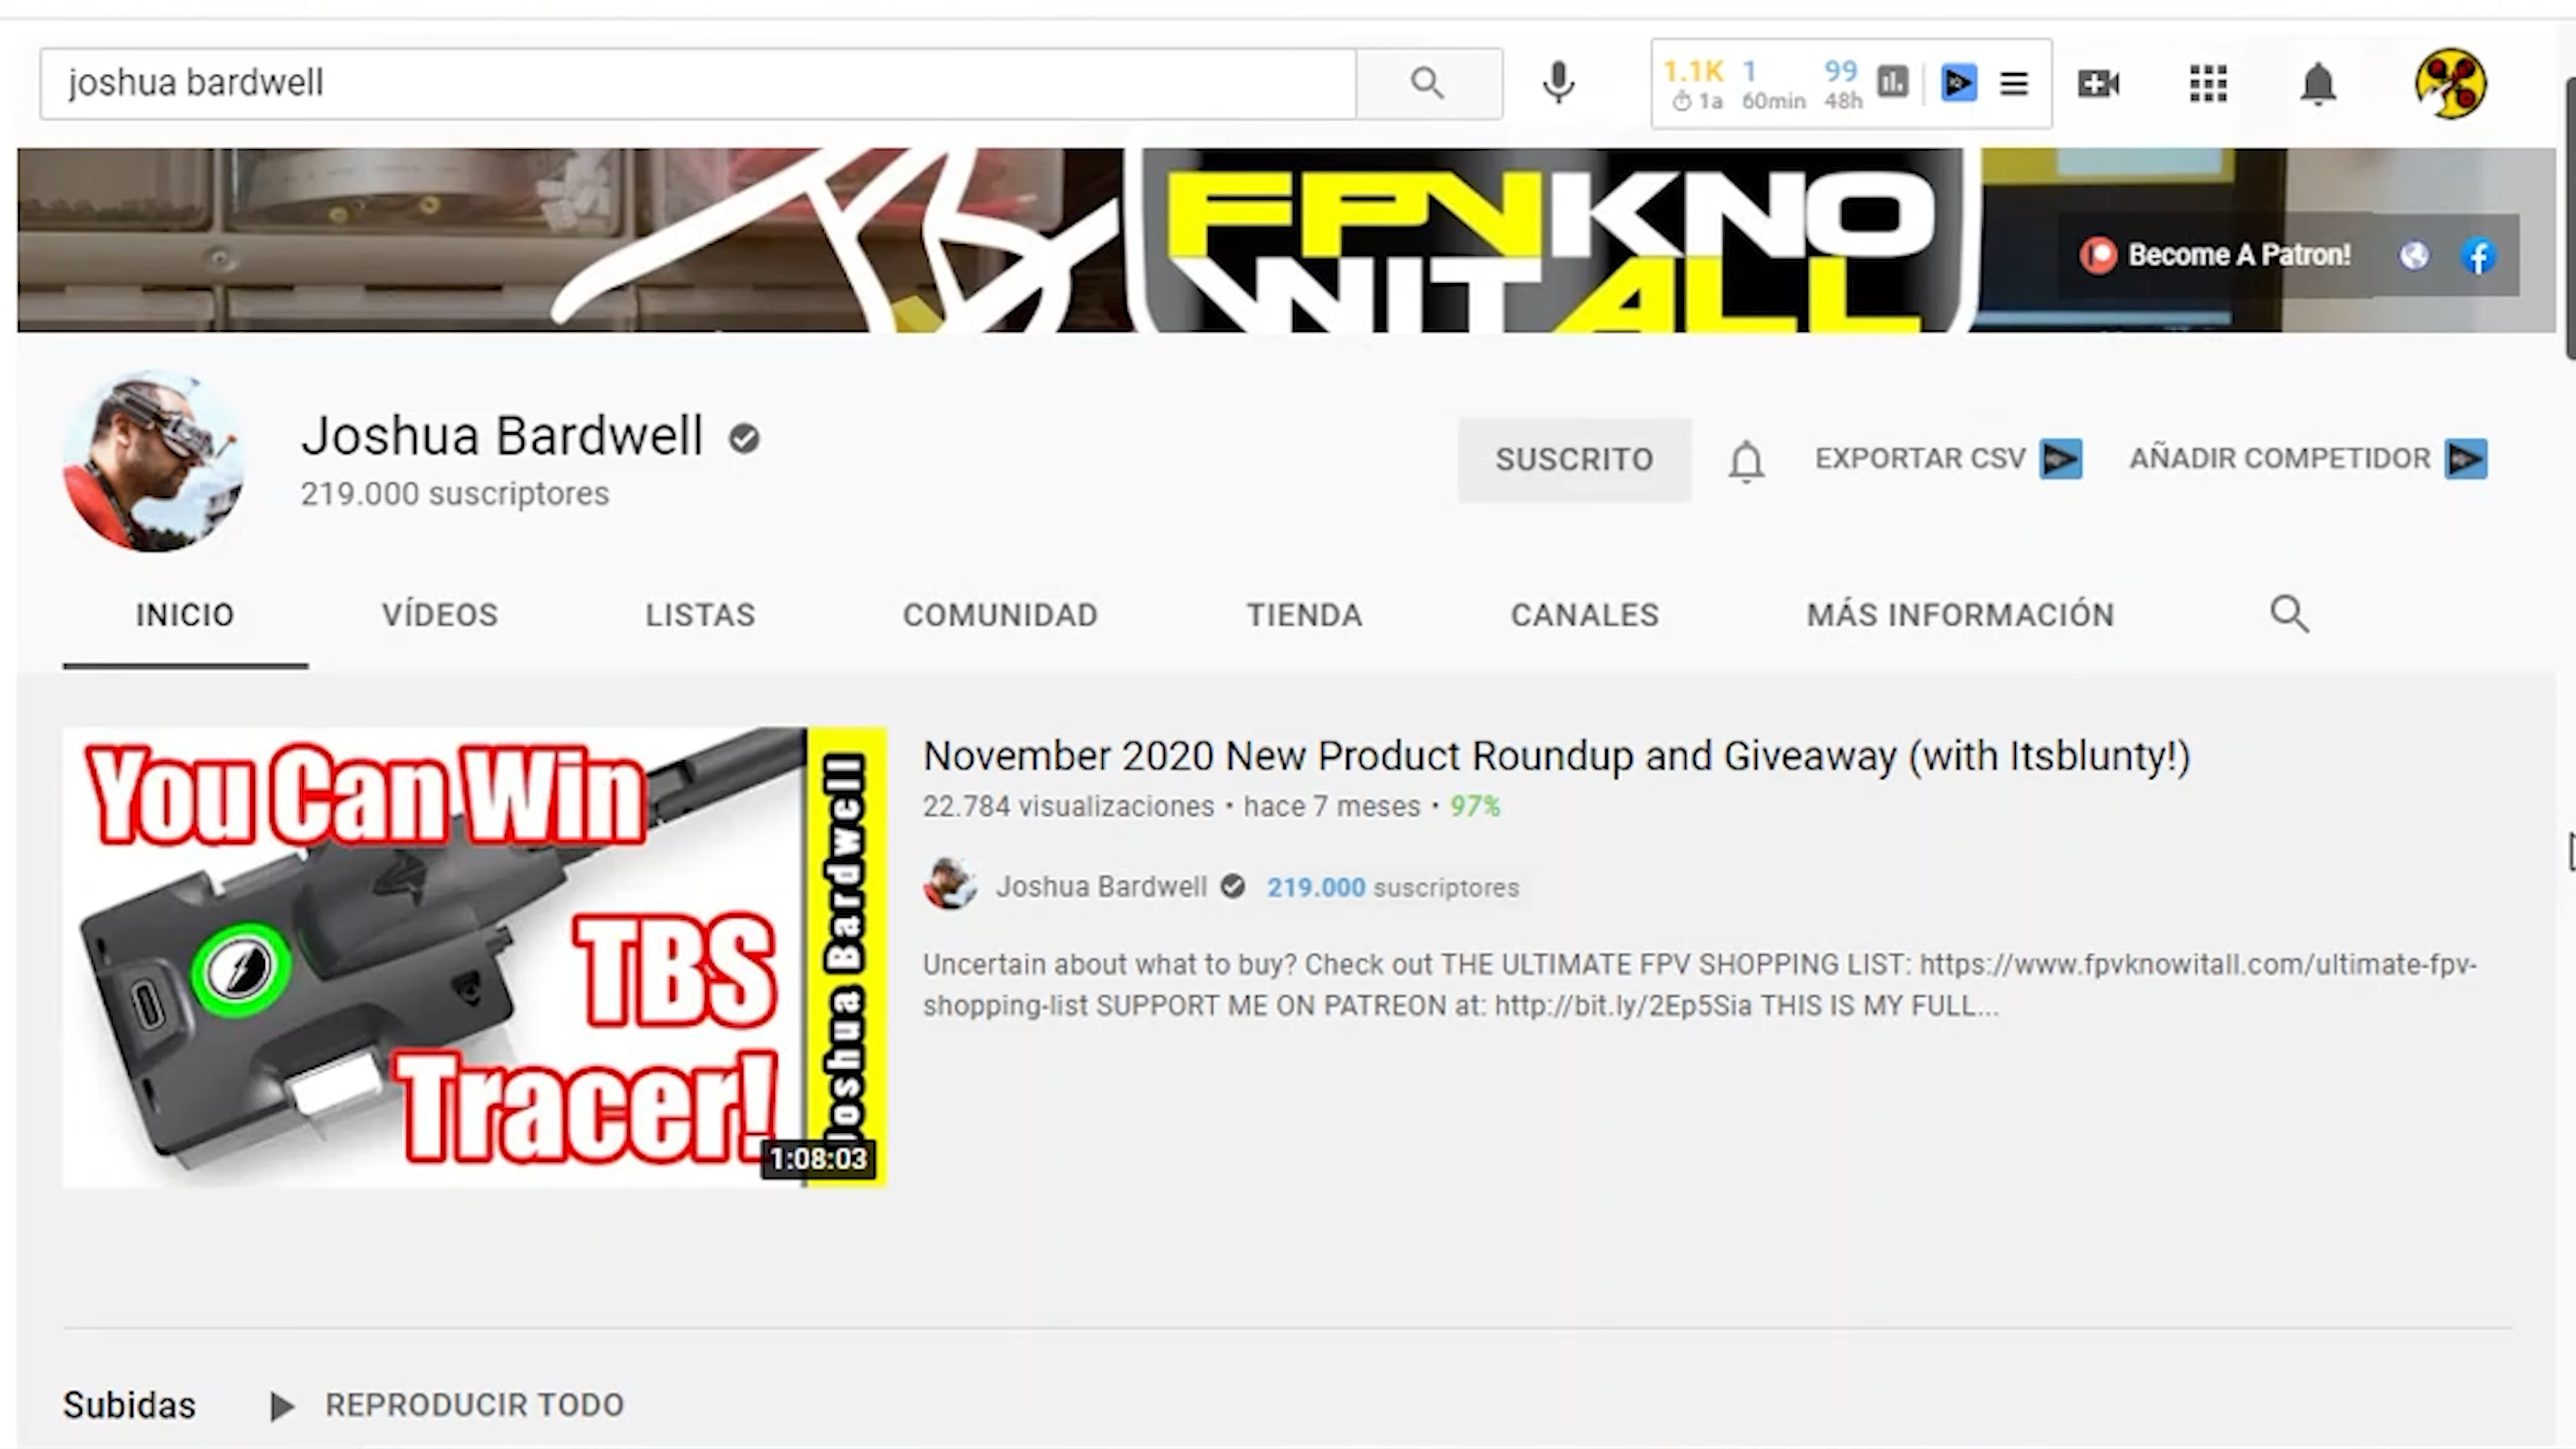 joshua bardwell
1.1K 1 99
1a 60min 48h
FPVKNO
WITALL
Become A Patron!
Joshua Bardwell
219.000 suscriptores
SUSCRITO
EXPORTAR CSV
AÑADIR COMPETIDOR
INICIO VÍDEOS LISTAS COMUNIDAD TIENDA CANALES MÁS INFORMACIÓN
You Can Win
TBS
Tracer!
Joshua Bardwell
1:08:03
November 2020 New Product Roundup and Giveaway (with Itsblunty!)
22.784 visualizaciones • hace 7 meses • 97%
Joshua Bardwell 219.000 suscriptores
Uncertain about what to buy? Check out THE ULTIMATE FPV SHOPPING LIST: https://www.fpvknowitall.com/ultimate-fpv-
shopping-list SUPPORT ME ON PATREON at: http://bit.ly/2Ep5Sia THIS IS MY FULL...
Subidas REPRODUCIR TODO